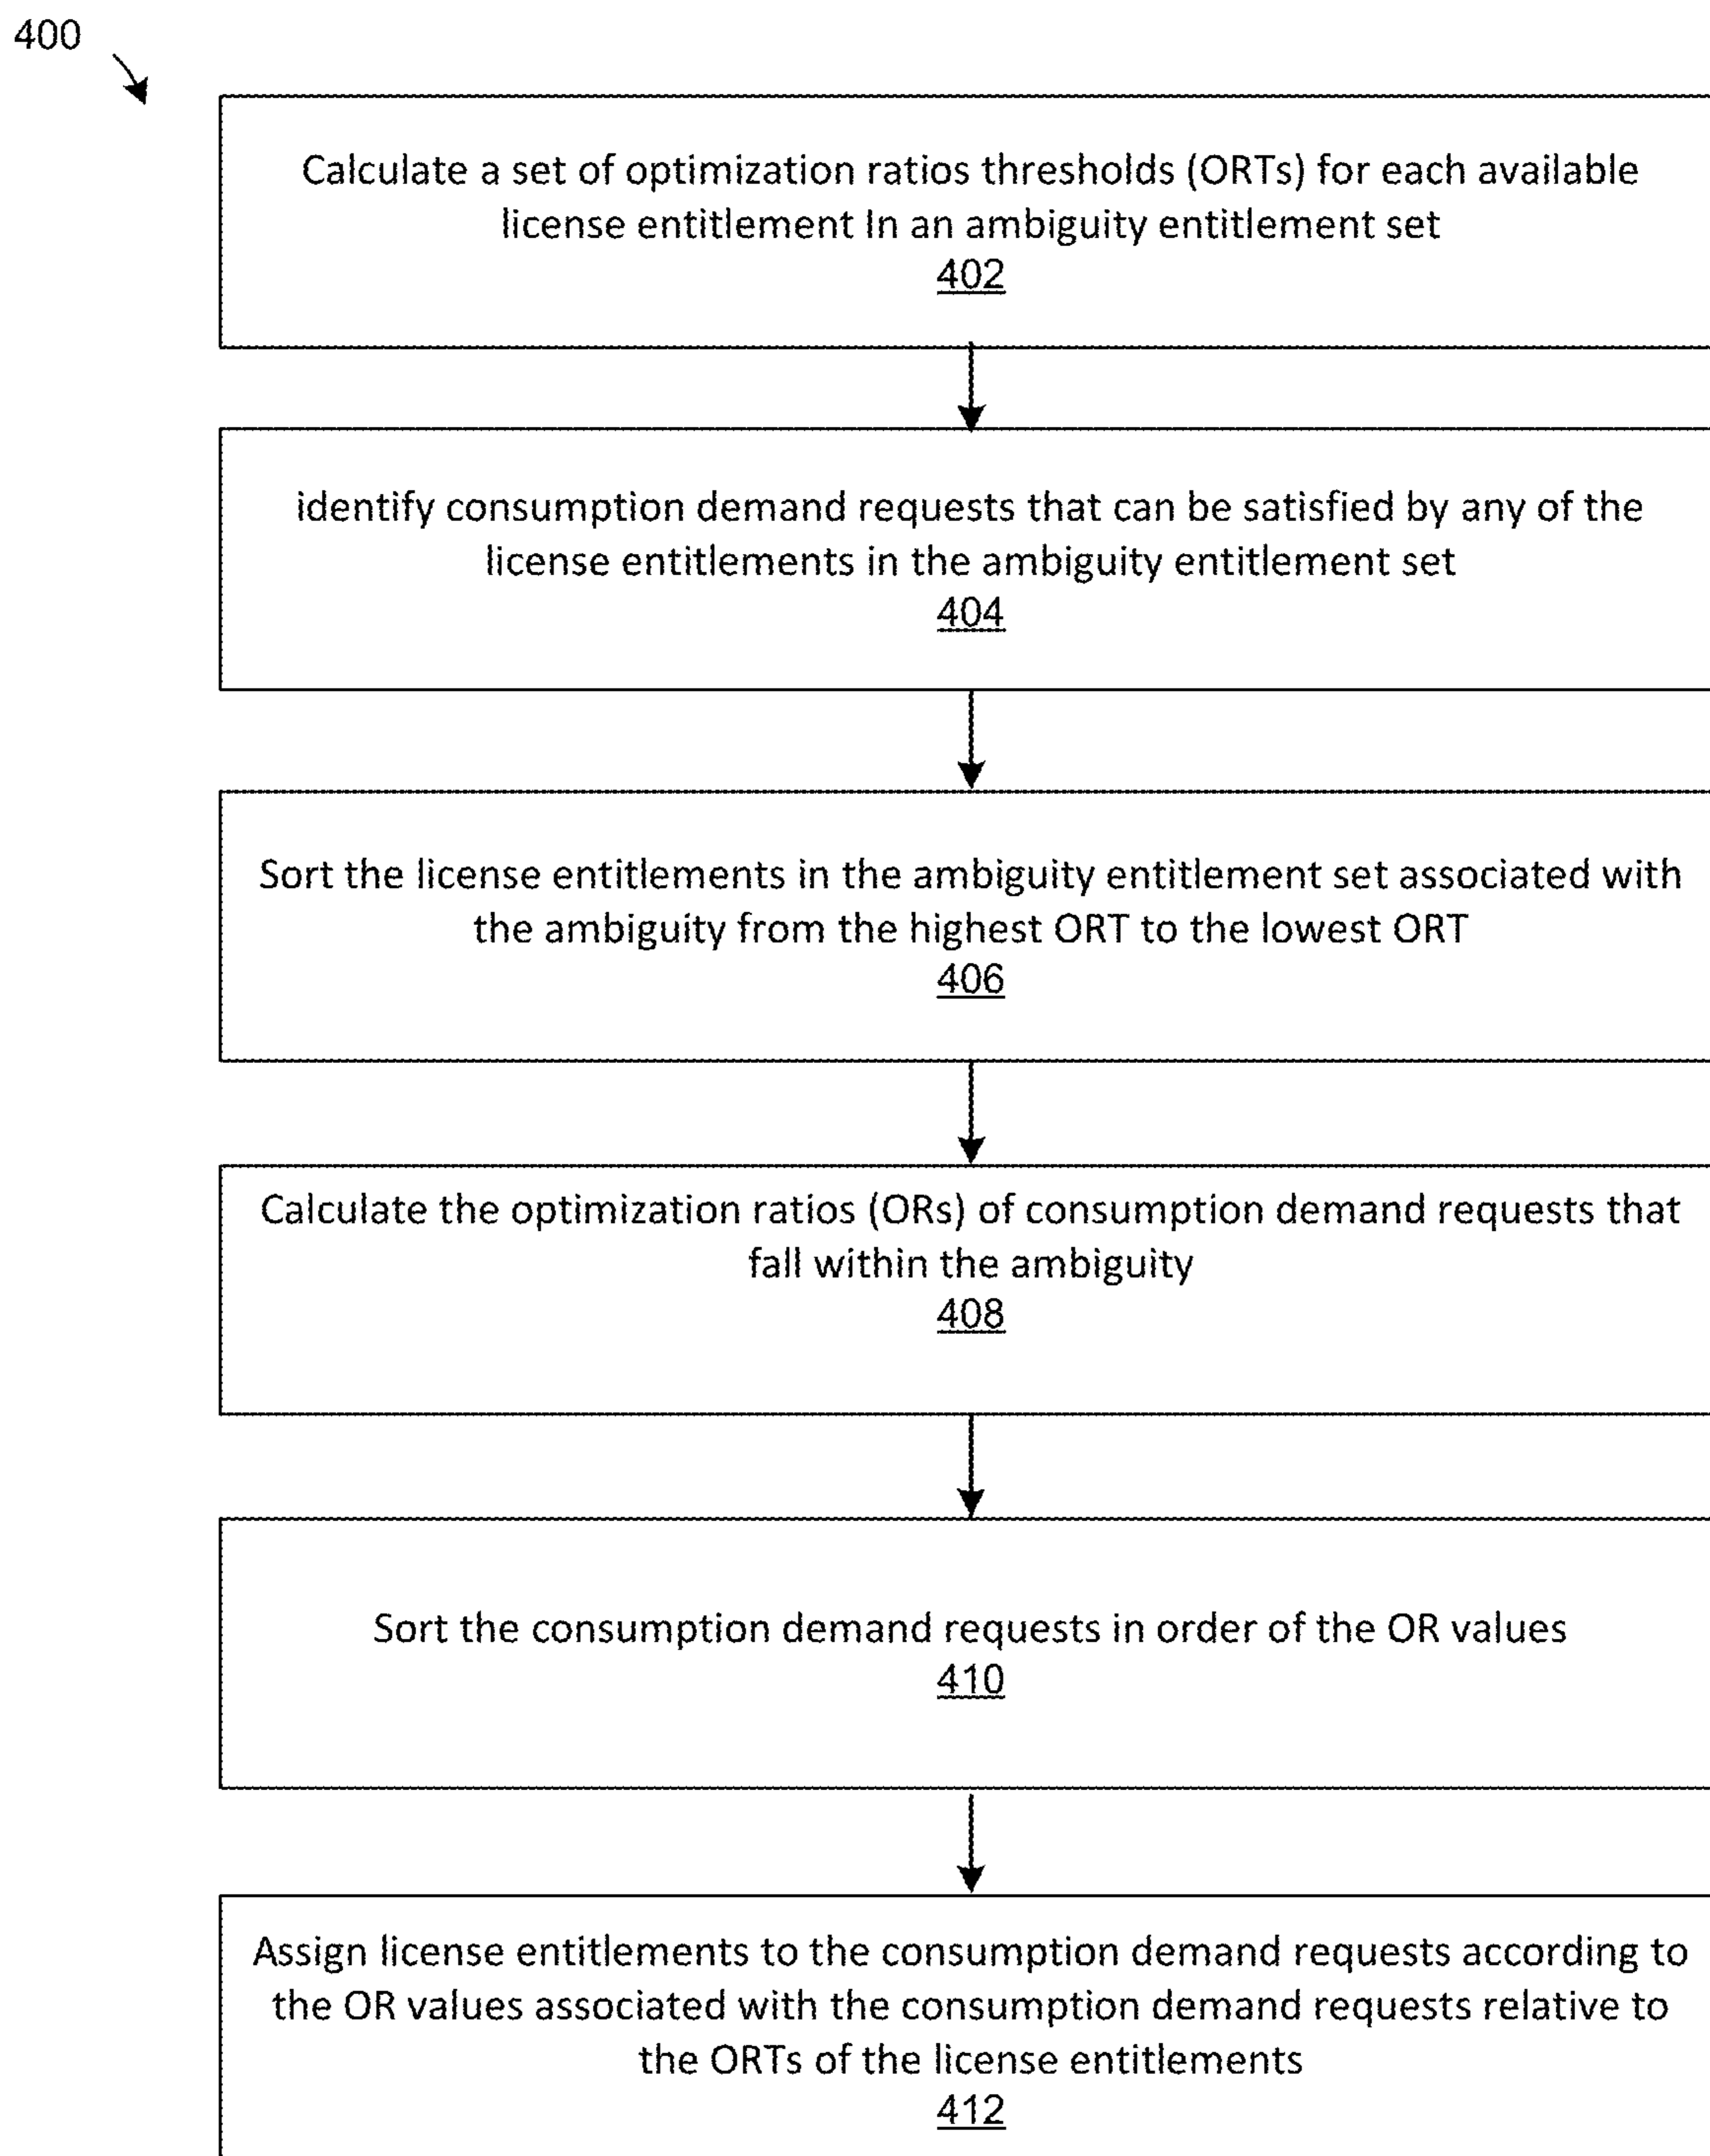 400
Calculate a set of optimization ratios thresholds (ORTs) for each available
license entitlement In an ambiguity entitlement set
402
identify consumption demand requests that can be satisfied by any of the
license entitlements in the ambiguity entitlement set
404
Sort the license entitlements in the ambiguity entitlement set associated with
the ambiguity from the highest ORT to the lowest ORT
406
Calculate the optimization ratios (ORs) of consumption demand requests that
fall within the ambiguity
408
Sort the consumption demand requests in order of the OR values
410
Assign license entitlements to the consumption demand requests according to
the OR values associated with the consumption demand requests relative to
the ORTs of the license entitlements
412